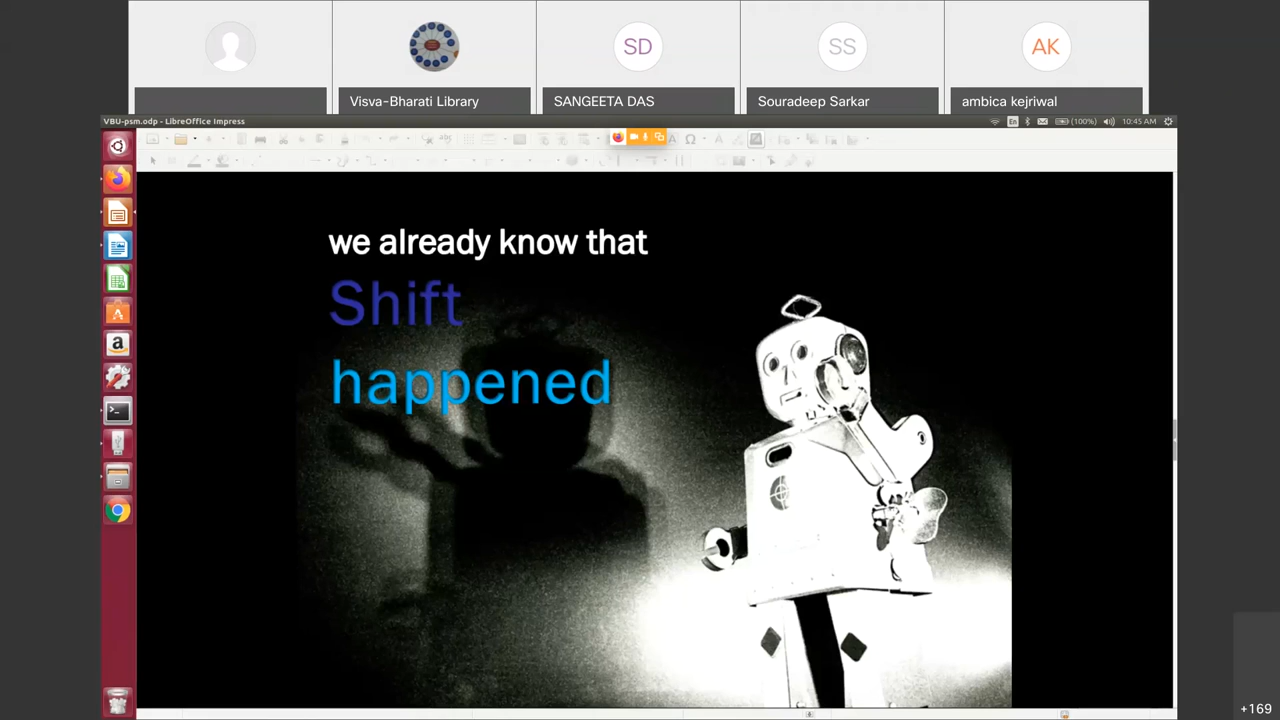 SD
SS
AK
Visva-Bharati Library
SANGEETA DAS
Souradeep Sarkar
ambica kejriwal
VBU-psm.odp - LibreOffice Impress
En
(100%)
10:45 AM
we already know that
Shift
happened
+169